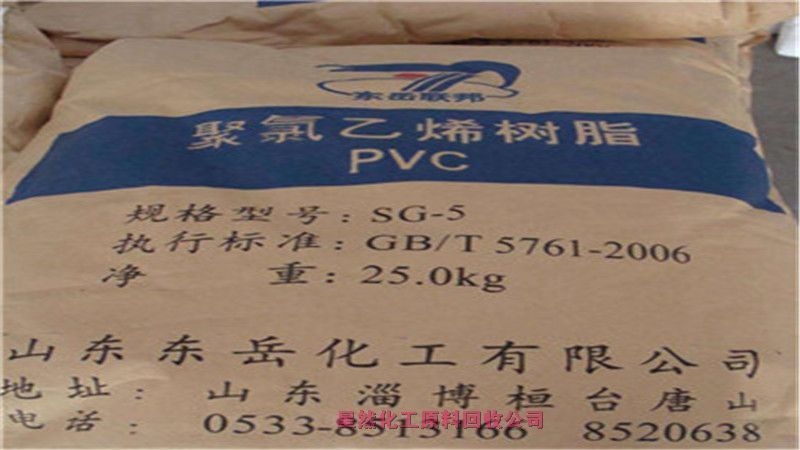 东岳联邦
聚氯乙烯树脂
PVC
规格型号：SG-5
执行标准：GB/T 5761-2006
净 重：25.0kg
山东东岳化工有限公司
地址：山东淄博桓台唐山
电话：0533-8513166 8520638
昊然化工原料回收公司